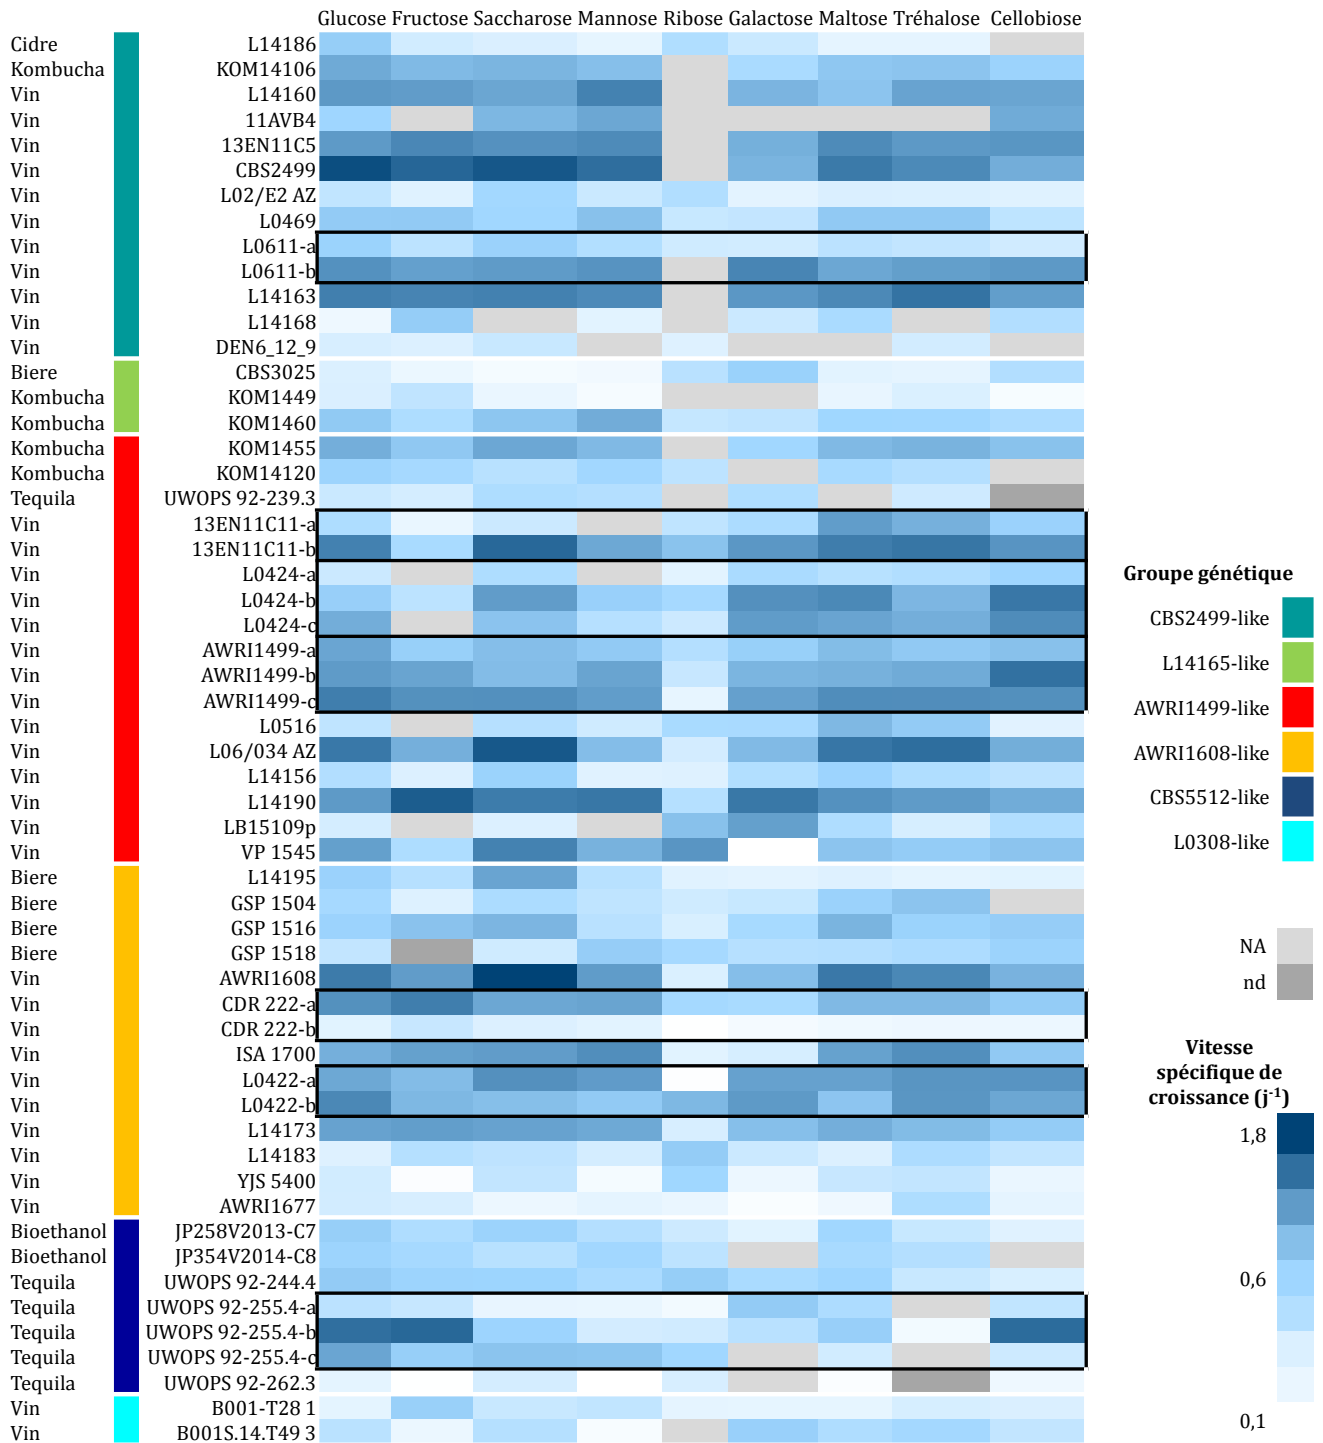 Glucose Fructose Saccharose Mannose Ribose Galactose Maltose Tréhalose Cellobiose
Cidre L14186
Kombucha KOM14106
Vin L14160
Vin 11AVB4
Vin 13EN11C5
Vin CBS2499
Vin L02/E2 AZ
Vin L0469
Vin L0611-a
Vin L0611-b
Vin L14163
Vin L14168
Vin DEN6_12_9
Biere CBS3025
Kombucha KOM1449
Kombucha KOM1460
Kombucha KOM1455
Kombucha KOM14120
Tequila UWOPS 92-239.3
Vin 13EN11C11-a
Vin 13EN11C11-b
Vin L0424-a
Vin L0424-b
Vin L0424-c
Vin AWRI1499-a
Vin AWRI1499-b
Vin AWRI1499-c
Vin L0516
Vin L06/034 AZ
Vin L14156
Vin L14190
Vin LB15109p
Vin VP 1545
Biere L14195
Biere GSP 1504
Biere GSP 1516
Biere GSP 1518
Vin AWRI1608
Vin CDR 222-a
Vin CDR 222-b
Vin ISA 1700
Vin L0422-a
Vin L0422-b
Vin L14173
Vin L14183
Vin YJS 5400
Vin AWRI1677
Bioethanol JP258V2013-C7
Bioethanol JP354V2014-C8
Tequila UWOPS 92-244.4
Tequila UWOPS 92-255.4-a
Tequila UWOPS 92-255.4-b
Tequila UWOPS 92-255.4-c
Tequila UWOPS 92-262.3
Vin B001-T28 1
Vin B001S.14.T49 3
Groupe génétique
CBS2499-like
L14165-like
AWRI1499-like
AWRI1608-like
CBS5512-like
L0308-like
NA
nd
Vitesse
spécifique de
croissance (j⁻¹)
1,8
0,6
0,1